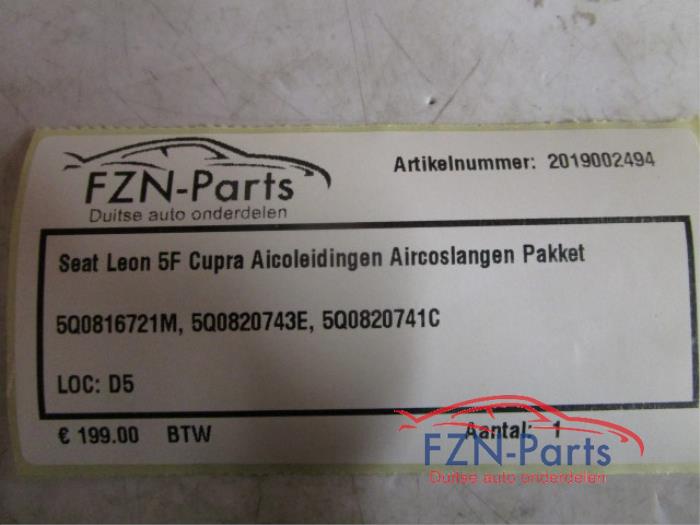 FZN-Parts
Duitse auto onderdelen
Artikelnummer: 2019002494
Seat Leon 5F Cupra Aicoleidingen Aircoslangen Pakket
5Q0816721M, 5Q0820743E, 5Q0820741C
LOC: D5
€ 199.00 BTW
Aantal: 1
FZN-Parts
Duitse auto onderdelen